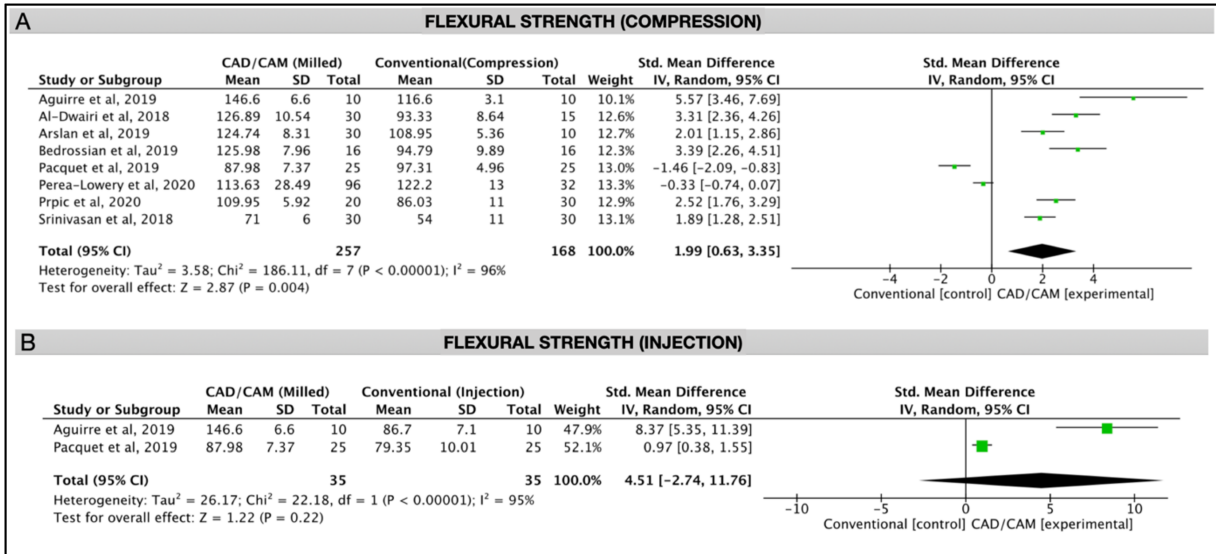 A FLEXURAL STRENGTH (COMPRESSION)
CAD/CAM (Milled) Conventional(Compression) Std. Mean Difference Std. Mean Difference
Study or Subgroup Mean SD Total Mean SD Total Weight IV, Random, 95% CI IV, Random, 95% CI
Aguirre et al, 2019 146.6 6.6 10 116.6 3.1 10 10.1% 5.57 [3.46, 7.69]
Al-Dwairi et al, 2018 126.89 10.54 30 93.33 8.64 15 12.6% 3.31 [2.36, 4.26]
Arslan et al, 2019 124.74 8.31 30 108.95 5.36 10 12.7% 2.01 [1.15, 2.86]
Bedrossian et al, 2019 125.98 7.96 16 94.79 9.89 16 12.3% 3.39 [2.26, 4.51]
Pacquet et al, 2019 87.98 7.37 25 97.31 4.96 25 13.0% -1.46 [-2.09, -0.83]
Perea-Lowery et al, 2020 113.63 28.49 96 122.2 13 32 13.3% -0.33 [-0.74, 0.07]
Prpic et al, 2020 109.95 5.92 20 86.03 11 30 12.9% 2.52 [1.76, 3.29]
Srinivasan et al, 2018 71 6 30 54 11 30 13.1% 1.89 [1.28, 2.51]
Total (95% CI) 257 168 100.0% 1.99 [0.63, 3.35]
Heterogeneity: Tau² = 3.58; Chi² = 186.11, df = 7 (P < 0.00001); I² = 96%
Test for overall effect: Z = 2.87 (P = 0.004)
-4 -2 0 2 4
Conventional [control] CAD/CAM [experimental]
B FLEXURAL STRENGTH (INJECTION)
CAD/CAM (Milled) Conventional (Injection) Std. Mean Difference Std. Mean Difference
Study or Subgroup Mean SD Total Mean SD Total Weight IV, Random, 95% CI IV, Random, 95% CI
Aguirre et al, 2019 146.6 6.6 10 86.7 7.1 10 47.9% 8.37 [5.35, 11.39]
Pacquet et al, 2019 87.98 7.37 25 79.35 10.01 25 52.1% 0.97 [0.38, 1.55]
Total (95% CI) 35 35 100.0% 4.51 [-2.74, 11.76]
Heterogeneity: Tau² = 26.17; Chi² = 22.18, df = 1 (P < 0.00001); I² = 95%
Test for overall effect: Z = 1.22 (P = 0.22)
-10 -5 0 5 10
Conventional [control] CAD/CAM [experimental]